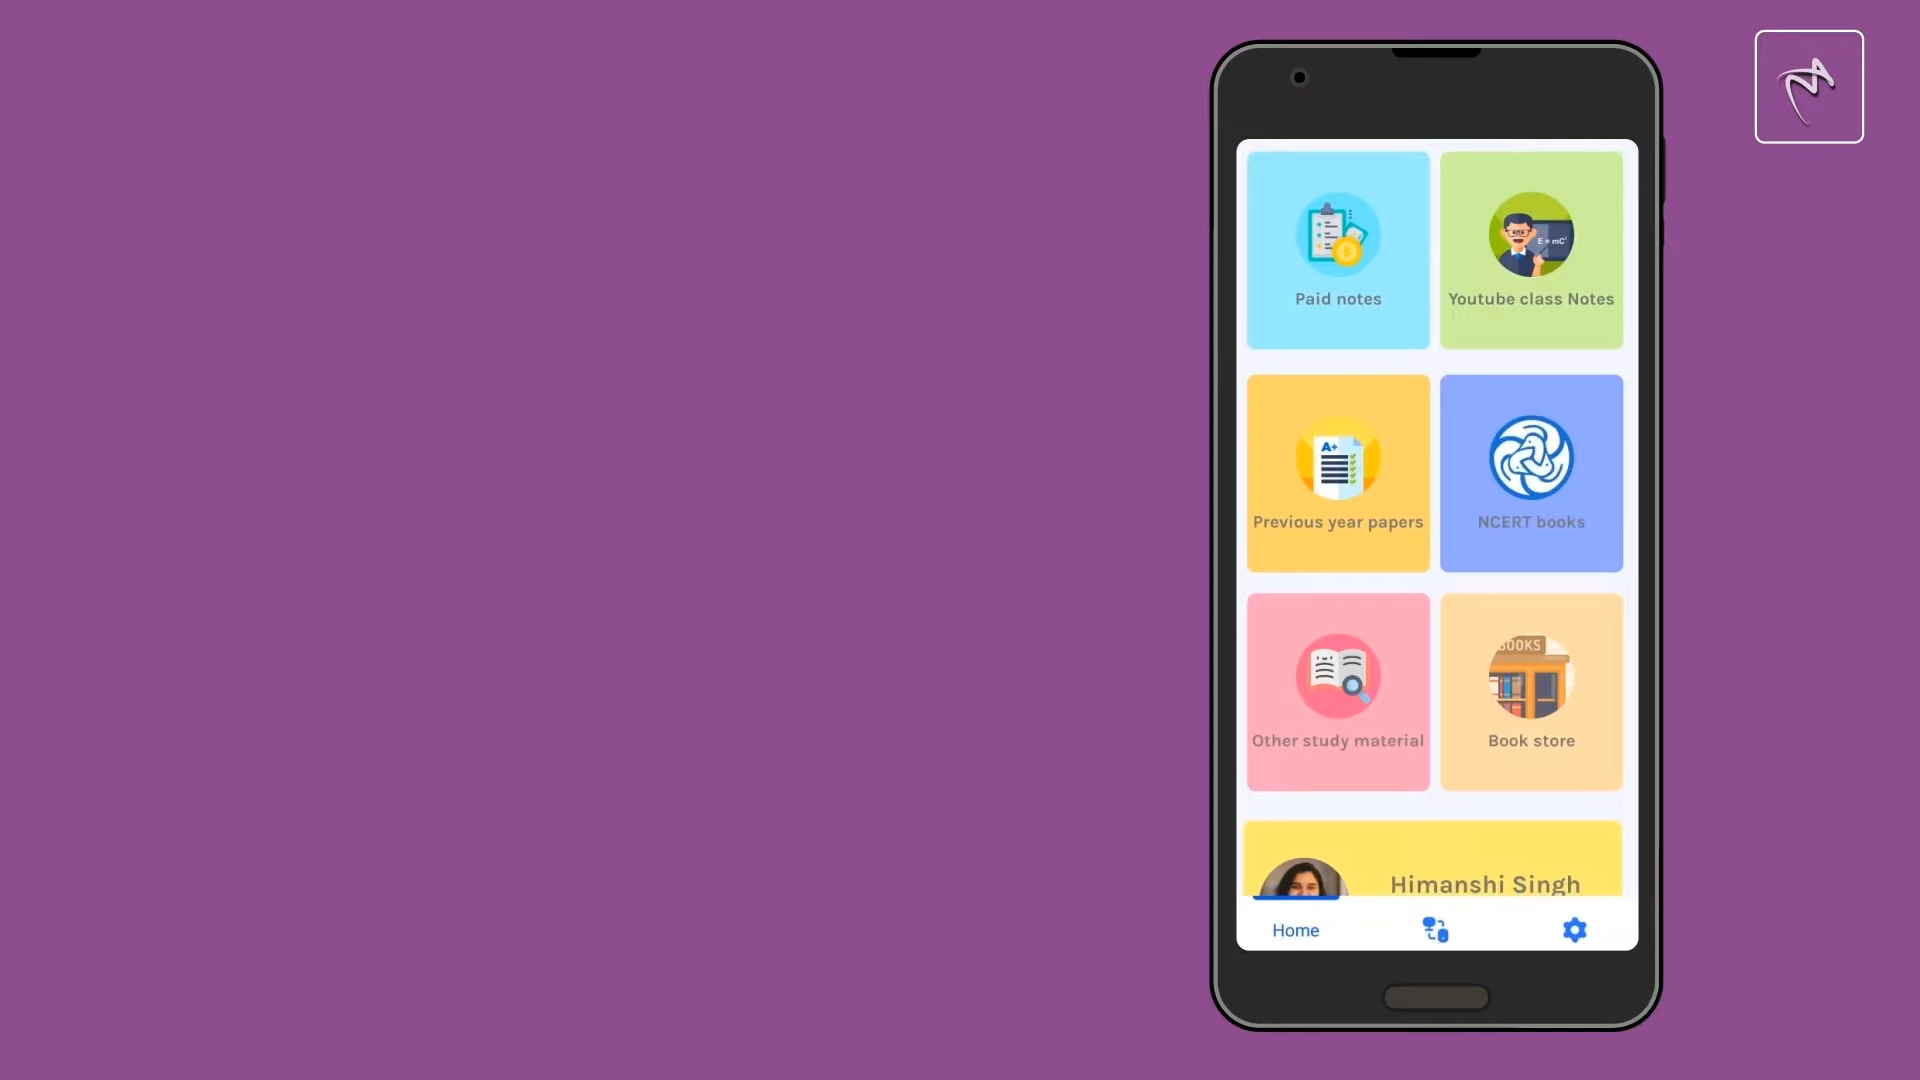 E = mC²
Paid notes
Youtube class Notes
A+
Previous year papers
NCERT books
BOOKS
Other study material
Book store
Himanshi Singh
Home